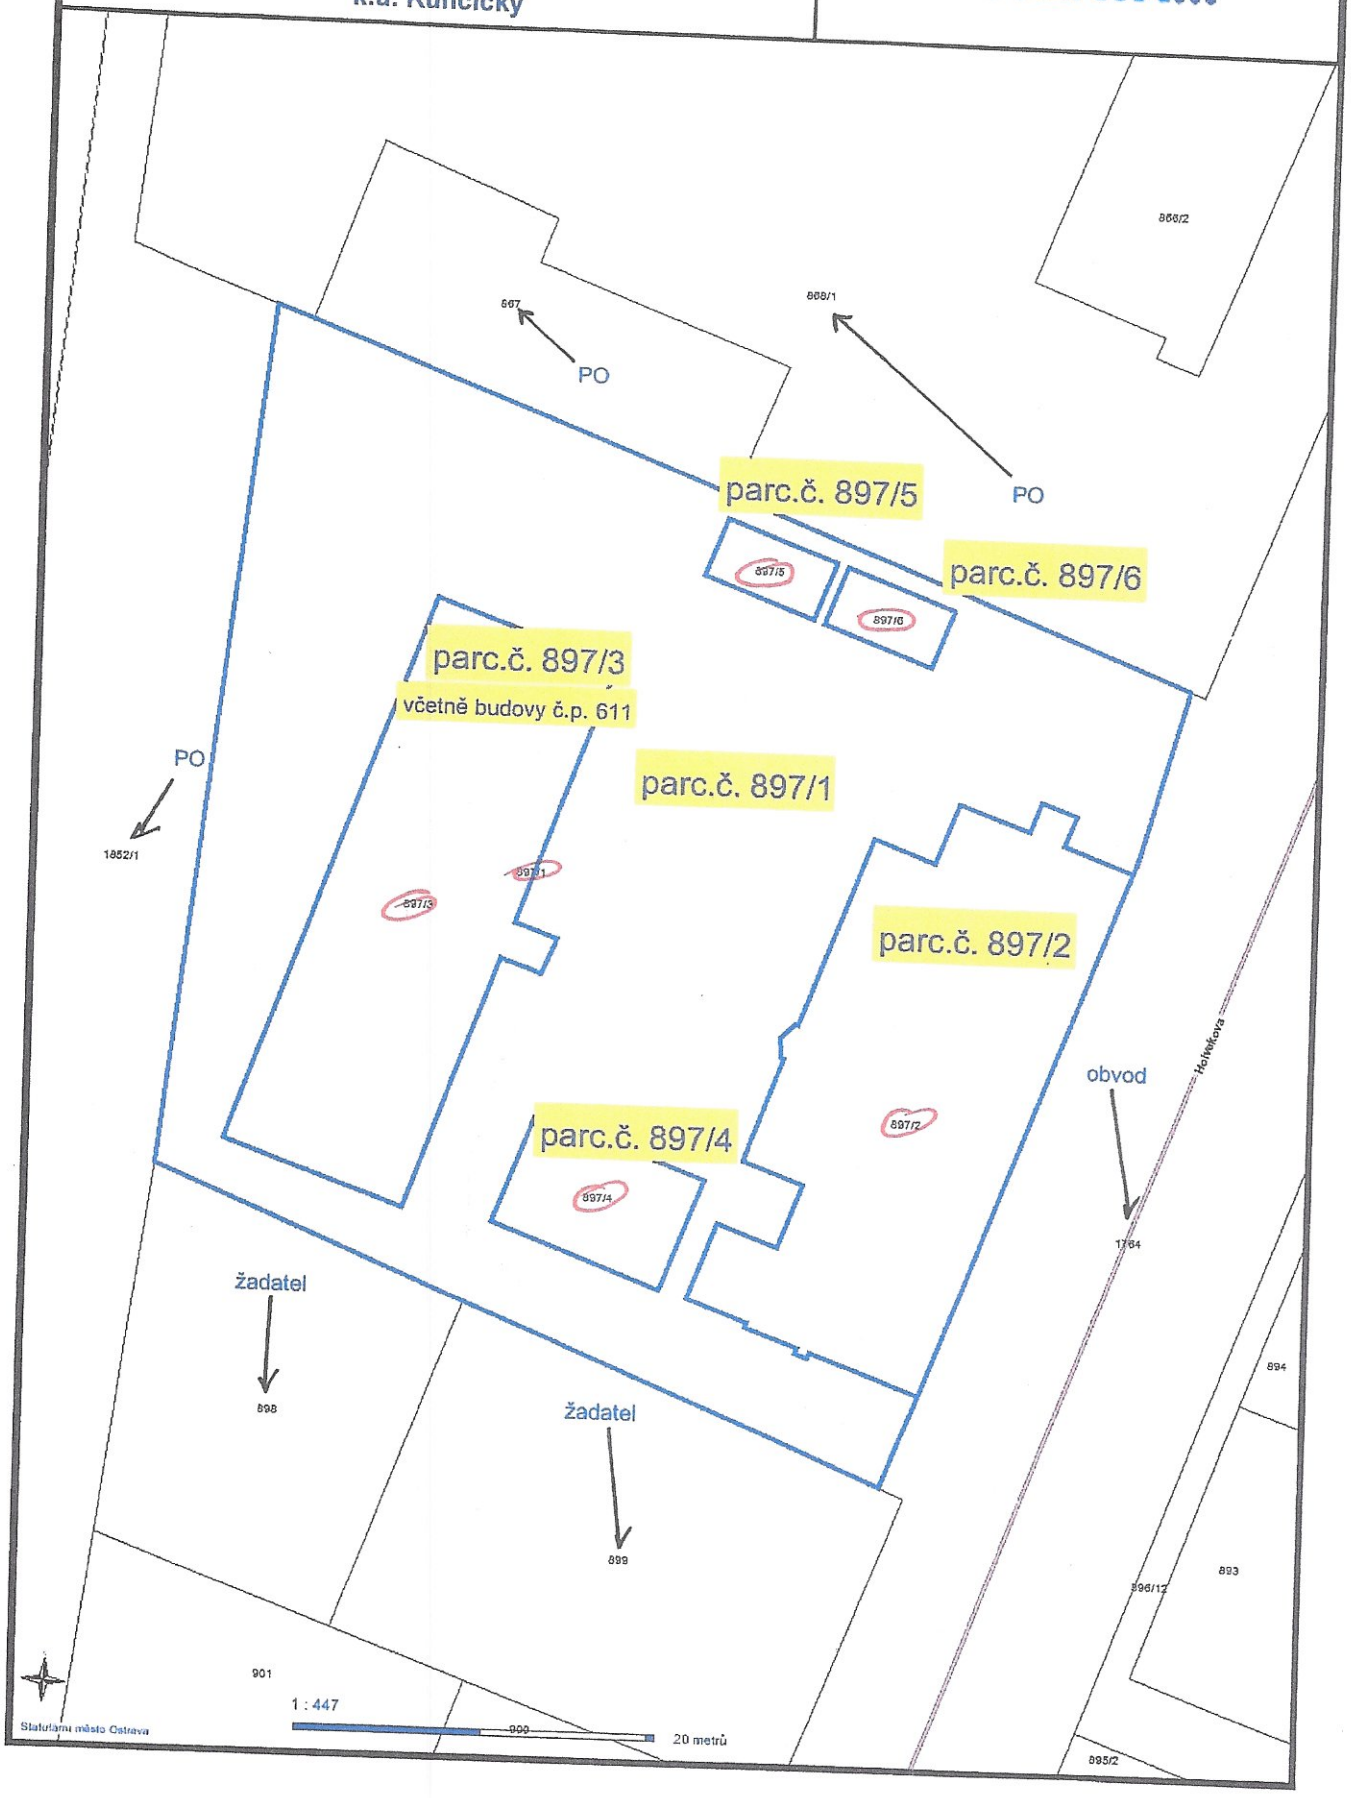 k.ú. Kunčičky
866/2
868/1
867
PO
PO
parc.č. 897/5
parc.č. 897/6
897/5
897/6
parc.č. 897/3
včetně budovy č.p. 611
PO
parc.č. 897/1
1852/1
897/1
897/3
parc.č. 897/2
Holvekova
obvod
897/2
parc.č. 897/4
897/4
1764
žadatel
894
898
žadatel
899
893
896/12
901
1 : 447
Statutární město Ostrava
900
20 metrů
895/2